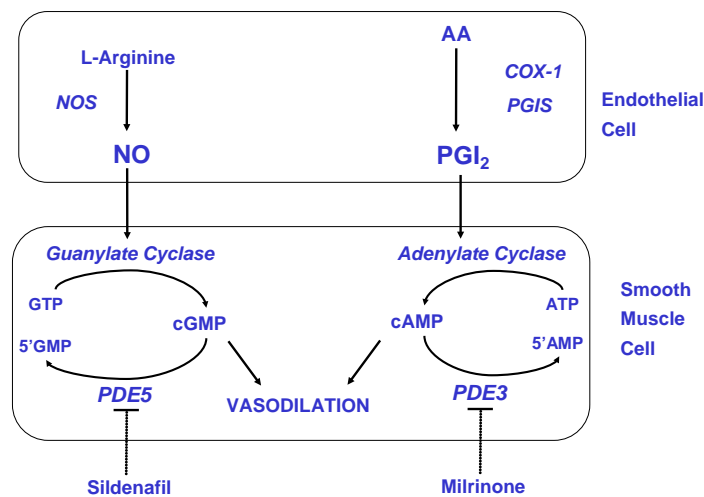 AA
L-Arginine
COX-1
NOS
PGIS
Endothelial
Cell
NO
PGI₂
Guanylate Cyclase
Adenylate Cyclase
GTP
ATP
Smooth
Muscle
Cell
cGMP
cAMP
5’GMP
5’AMP
PDE5
PDE3
VASODILATION
Sildenafil
Milrinone